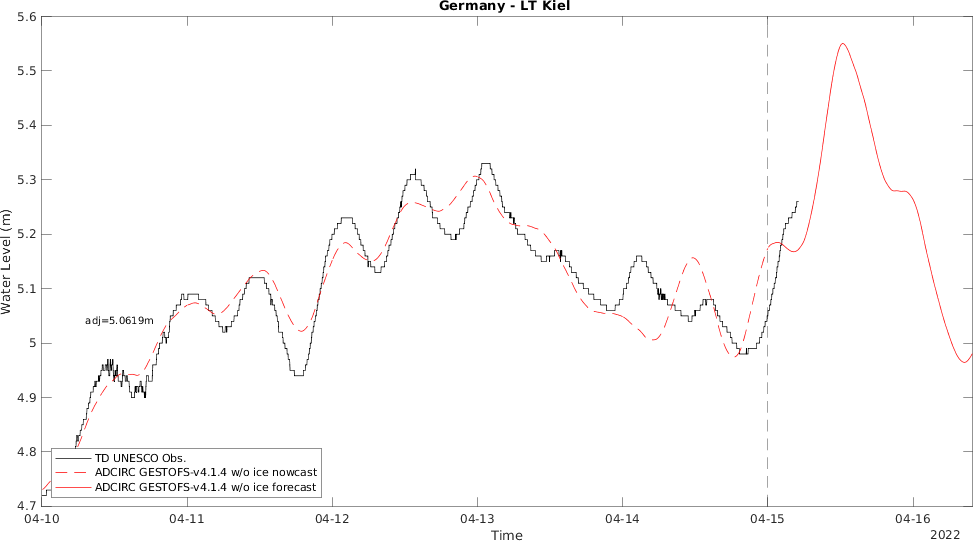 Germany - LT Kiel
Water Level (m)
5.6
5.5
5.4
5.3
5.2
5.1
5
4.9
4.8
4.7
adj=5.0619m
TD UNESCO Obs.
ADCIRC GESTOFS-v4.1.4 w/o ice nowcast
ADCIRC GESTOFS-v4.1.4 w/o ice forecast
04-10 04-11 04-12 04-13 04-14 04-15 04-16
Time
2022